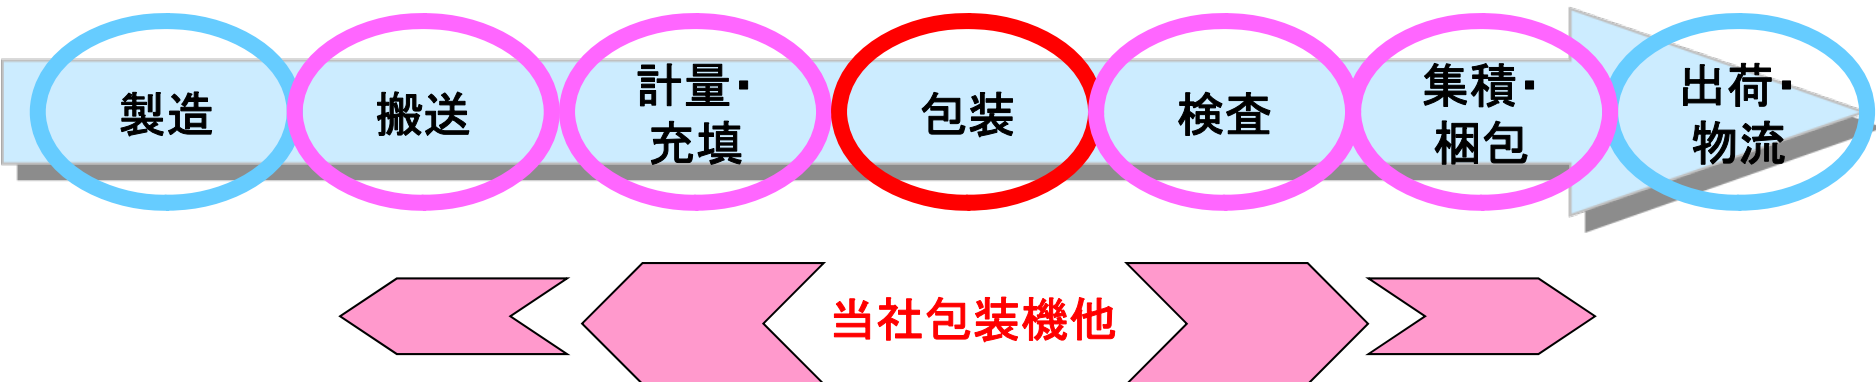 製造
搬送
計量・
充填
包装
検査
集積・
梱包
出荷・
物流
当社包装機他